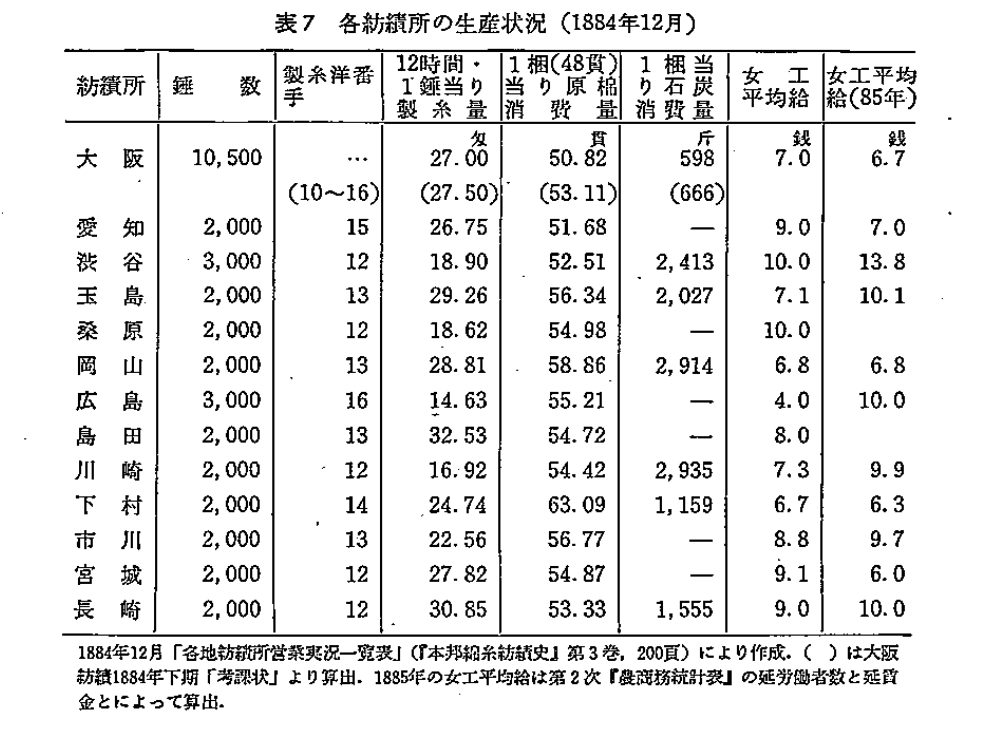 表7 各紡績所の生産状況（1884年12月）
紡績所 錘数 製糸洋番手 12時間・1錘当り製糸量 1梱(48貫)当り原棉消費量 1梱当り石炭消費量 女工平均給 女工平均給(85年)
匁 貫 斤 銭 銭
大阪 10,500 … 27.00 50.82 598 7.0 6.7
(10～16) (27.50) (53.11) (666)
愛知 2,000 15 26.75 51.68 — 9.0 7.0
渋谷 3,000 12 18.90 52.51 2,413 10.0 13.8
玉島 2,000 13 29.26 56.34 2,027 7.1 10.1
桑原 2,000 12 18.62 54.98 — 10.0
岡山 2,000 13 28.81 58.86 2,914 6.8 6.8
広島 3,000 16 14.63 55.21 — 4.0 10.0
島田 2,000 13 32.53 54.72 — 8.0
川崎 2,000 12 16.92 54.42 2,935 7.3 9.9
下村 2,000 14 24.74 63.09 1,159 6.7 6.3
市川 2,000 13 22.56 56.77 — 8.8 9.7
宮城 2,000 12 27.82 54.87 — 9.1 6.0
長崎 2,000 12 30.85 53.33 1,555 9.0 10.0
1884年12月「各地紡績所営業実況一覧表」(『本邦綿糸紡績史』第3巻，200頁）により作成．（ ）は大阪
紡績1884年下期「考課状」より算出．1885年の女工平均給は第2次『農商務統計表』の延労働者数と延賃
金とによって算出．